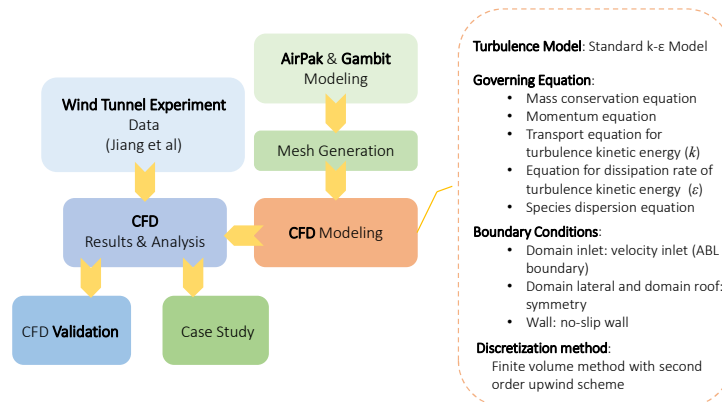 AirPak & Gambit
Modeling
Wind Tunnel Experiment
Data
(Jiang et al)
Mesh Generation
CFD
Results & Analysis
CFD Modeling
CFD Validation
Case Study
Turbulence Model: Standard k-ε Model
Governing Equation:
• Mass conservation equation
• Momentum equation
• Transport equation for
turbulence kinetic energy (k)
• Equation for dissipation rate of
turbulence kinetic energy (ε)
• Species dispersion equation
Boundary Conditions:
• Domain inlet: velocity inlet (ABL
boundary)
• Domain lateral and domain roof:
symmetry
• Wall: no-slip wall
Discretization method:
Finite volume method with second
order upwind scheme